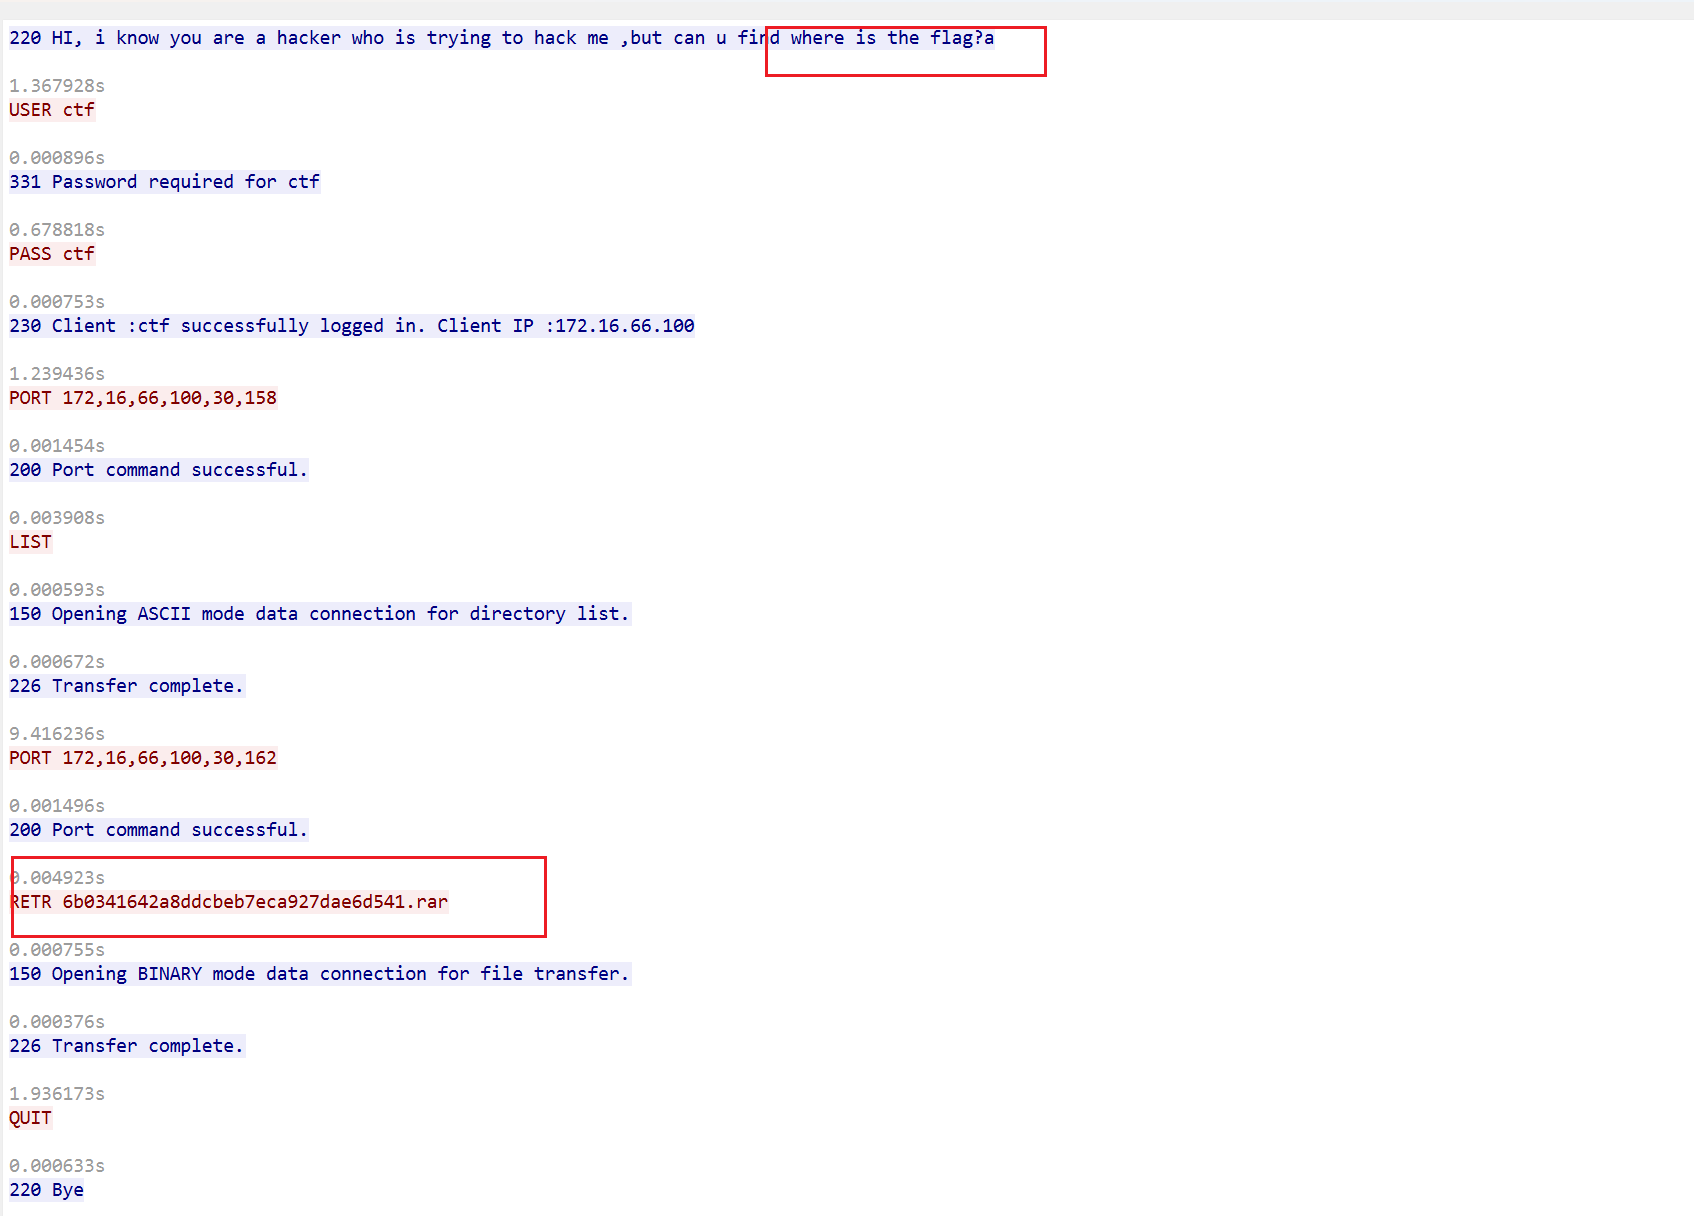 220 HI, i know you are a hacker who is trying to hack me ,but can u find where is the flag?a
1.367928s
USER ctf
0.000896s
331 Password required for ctf
0.678818s
PASS ctf
0.000753s
230 Client :ctf successfully logged in. Client IP :172.16.66.100
1.239436s
PORT 172,16,66,100,30,158
0.001454s
200 Port command successful.
0.003908s
LIST
0.000593s
150 Opening ASCII mode data connection for directory list.
0.000672s
226 Transfer complete.
9.416236s
PORT 172,16,66,100,30,162
0.001496s
200 Port command successful.
0.004923s
RETR 6b0341642a8ddcbeb7eca927dae6d541.rar
0.000755s
150 Opening BINARY mode data connection for file transfer.
0.000376s
226 Transfer complete.
1.936173s
QUIT
0.000633s
220 Bye